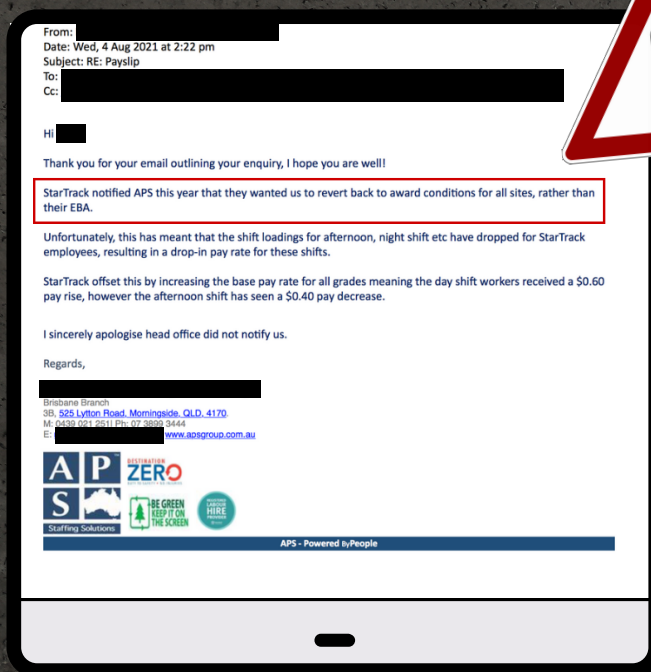 From:
Date: Wed, 4 Aug 2021 at 2:22 pm
Subject: RE: Payslip
To:
Cc:
Hi
Thank you for your email outlining your enquiry, I hope you are well!
StarTrack notified APS this year that they wanted us to revert back to award conditions for all sites, rather than
their EBA.
Unfortunately, this has meant that the shift loadings for afternoon, night shift etc have dropped for StarTrack
employees, resulting in a drop-in pay rate for these shifts.
StarTrack offset this by increasing the base pay rate for all grades meaning the day shift workers received a $0.60
pay rise, however the afternoon shift has seen a $0.40 pay decrease.
I sincerely apologise head office did not notify us.
Regards,
Brisbane Branch
3B, 525 Lytton Road, Morningside, QLD, 4170.
M: 0439 021 251| Ph: 07 3899 3444
E: www.apsgroup.com.au
APS
Staffing Solutions
DESTINATION
ZERO
BE GREEN
KEEP IT ON
THE SCREEN
LABOUR
HIRE
APS - Powered ByPeople